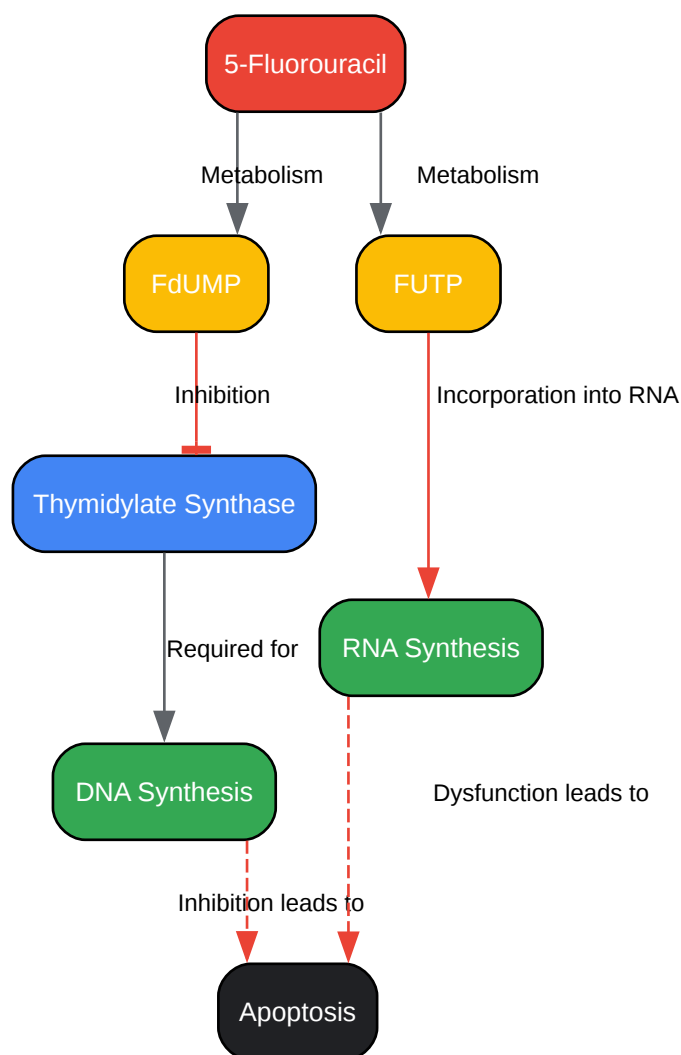 5-Fluorouracil
Metabolism
Metabolism
FdUMP
FUTP
Inhibition
Incorporation into RNA
Thymidylate Synthase
Required for
RNA Synthesis
DNA Synthesis
Dysfunction leads to
Inhibition leads to
Apoptosis